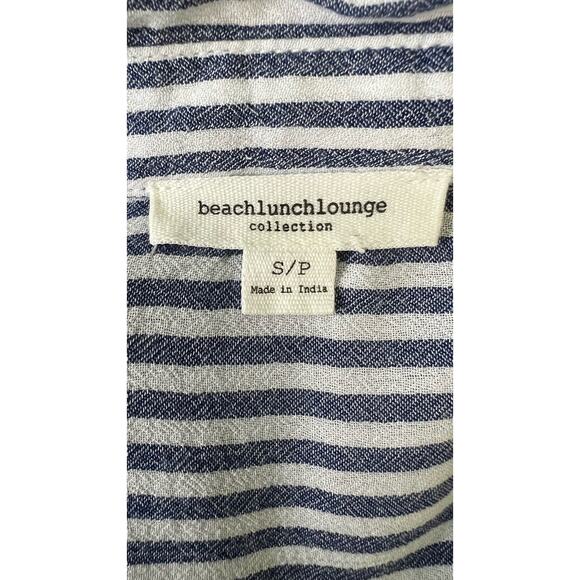 beachlunchlounge
collection
S/P
Made in India